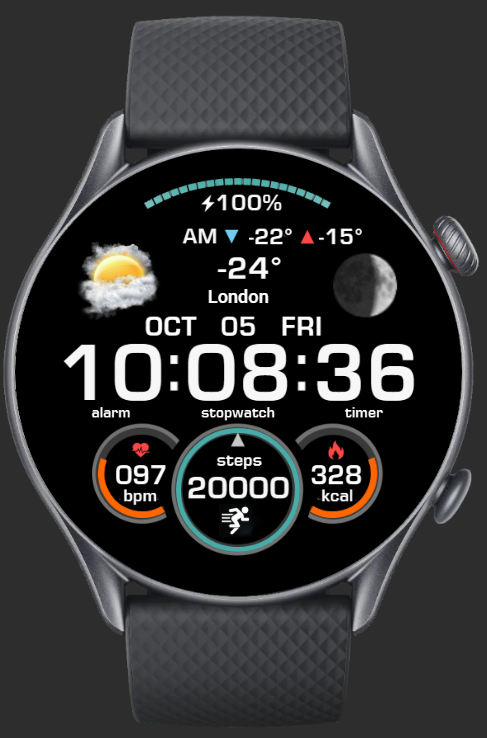 100%
AM -22° -15°
-24°
London
OCT 05 FRI
10:08:36
alarm stopwatch timer
steps
097 20000 328
bpm kcal